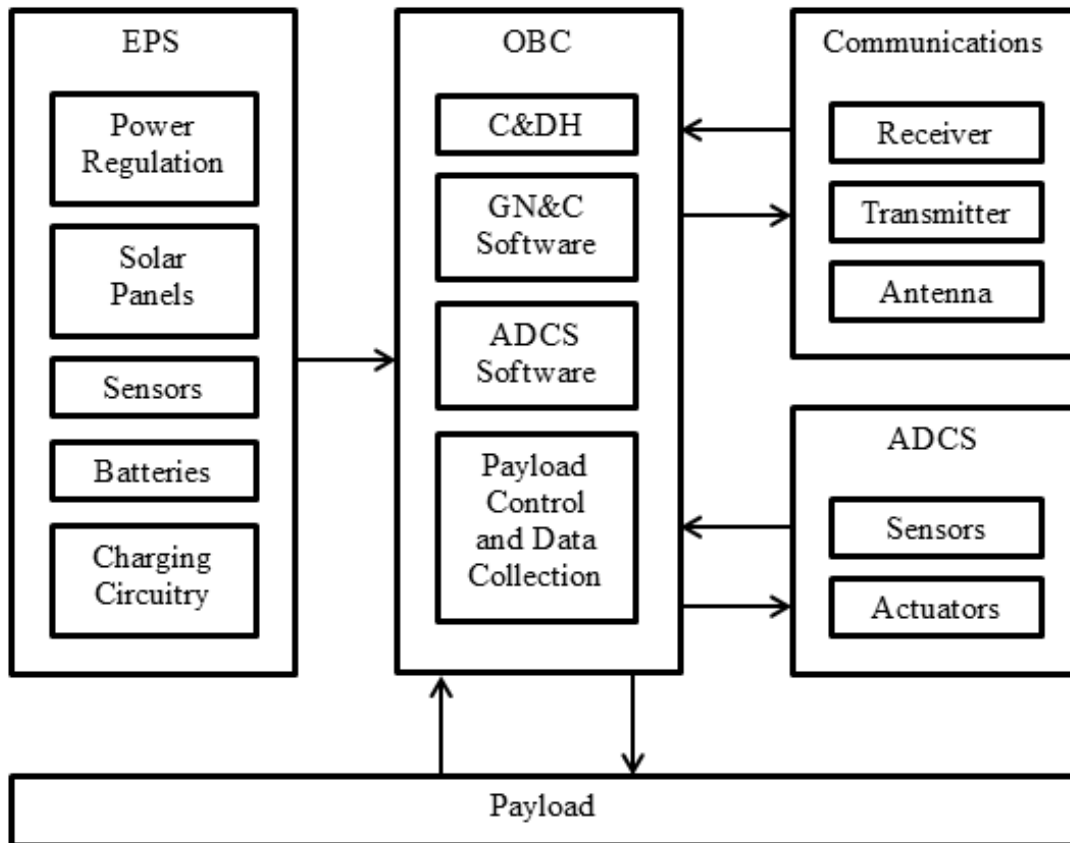 EPS
Power
Regulation
Solar
Panels
Sensors
Batteries
Charging
Circuitry
OBC
C&DH
GN&C
Software
ADCS
Software
Payload
Control
and Data
Collection
Communications
Receiver
Transmitter
Antenna
ADCS
Sensors
Actuators
Payload